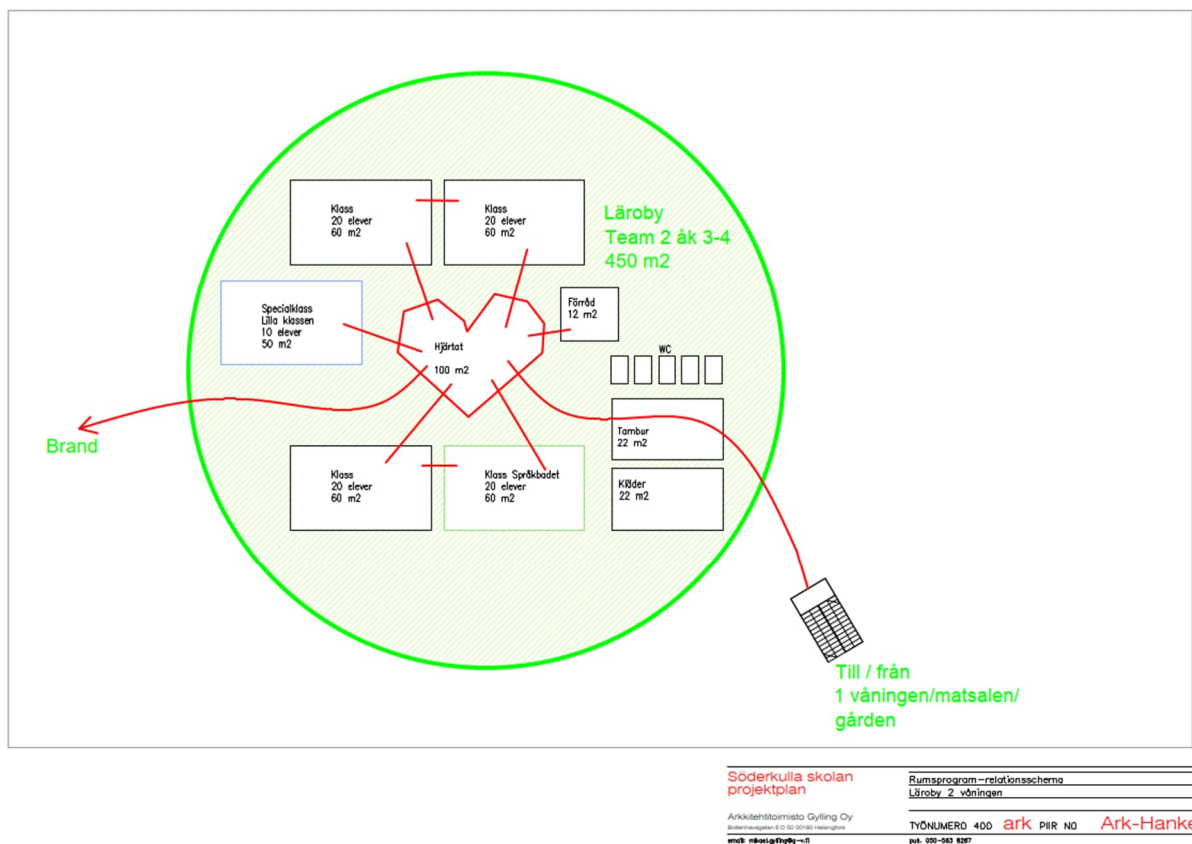 Klass
20 elever
60 m2
Klass
20 elever
60 m2
Läroby
Team 2 åk 3-4
450 m2
Specialklass
Lilla klassen
10 elever
50 m2
Förråd
12 m2
Hjärtat
100 m2
WC
Brand
Tambur
22 m2
Klass
20 elever
60 m2
Klass Språkbadet
20 elever
60 m2
Kläder
22 m2
Till / från
1 våningen/matsalen/
gården
Söderkulla skolan
projektplan
Rumsprogram-relationsschema
Läroby 2 våningen
Arkkitehtitoimisto Gylling Oy
TYÖNUMERO 400 ark PIIR NO Ark-Hanke